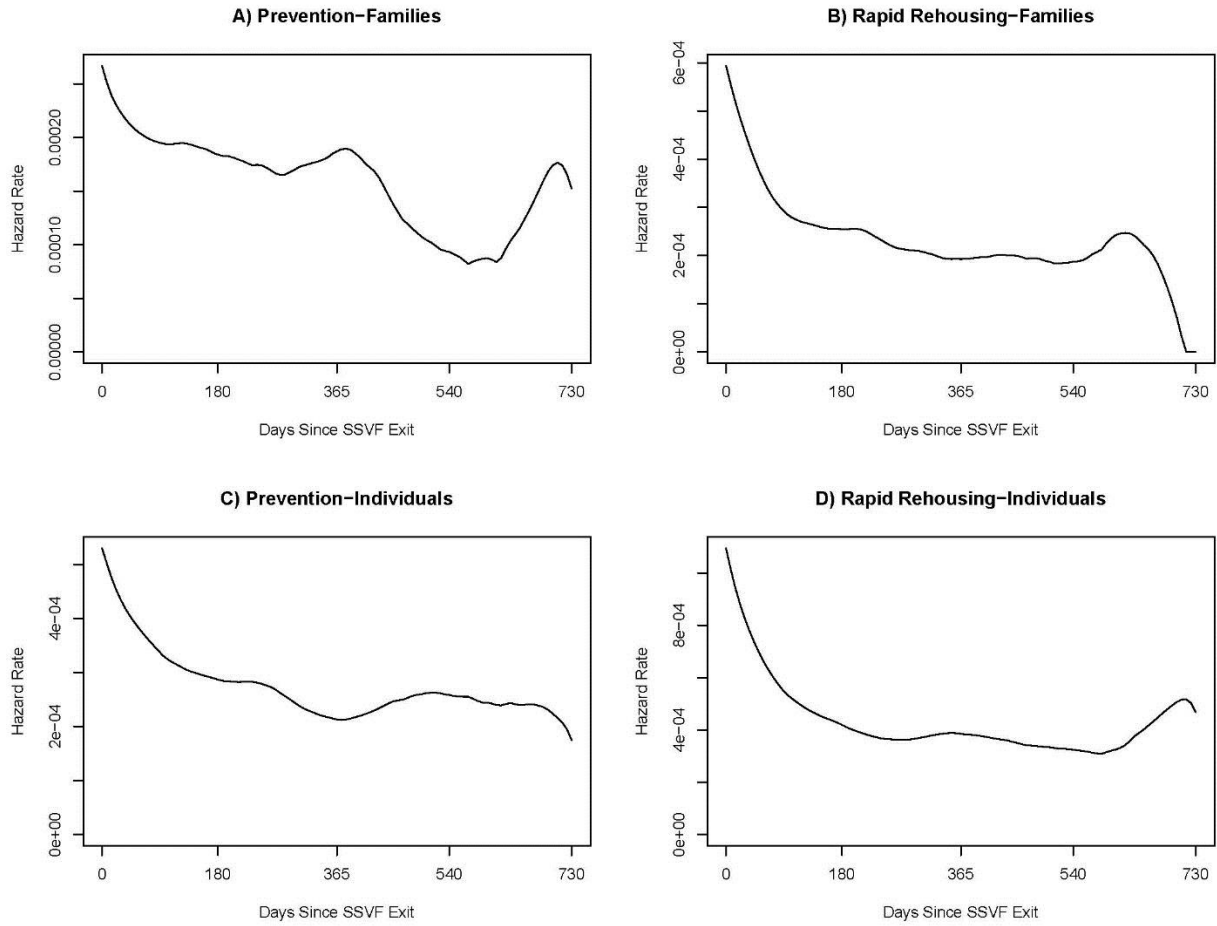 A) Prevention−Families
Hazard Rate
0.00020
0.00010
0.00000
0 180 365 540 730
Days Since SSVF Exit
B) Rapid Rehousing−Families
Hazard Rate
6e−04
4e−04
2e−04
0e+00
0 180 365 540 730
Days Since SSVF Exit
C) Prevention−Individuals
Hazard Rate
4e−04
2e−04
0e+00
0 180 365 540 730
Days Since SSVF Exit
D) Rapid Rehousing−Individuals
Hazard Rate
8e−04
4e−04
0e+00
0 180 365 540 730
Days Since SSVF Exit